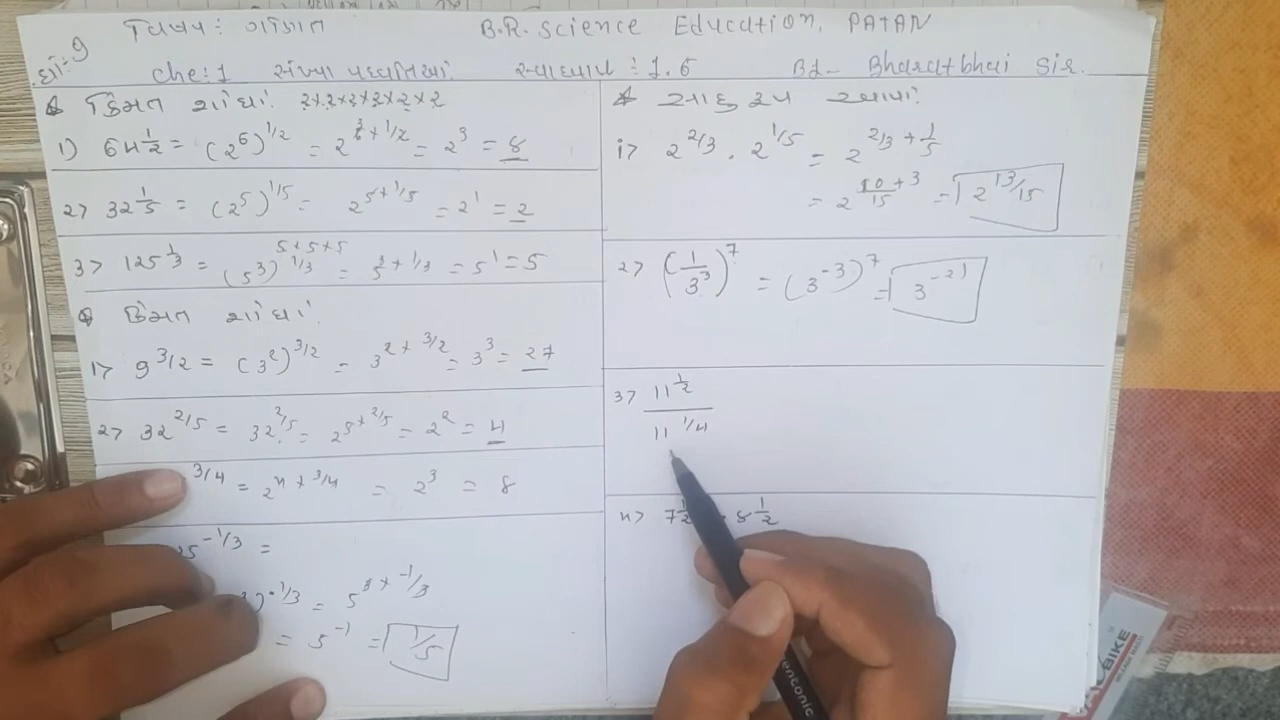 ધો:-9
વિષય: ગણિત
B.R. Science Education, PATAN
Che:1 સંખ્યા પદ્ધતિઓ. સ્વાધ્યાય : 1.5 By- Bharatbhai Sir.
કિંમત શોધો. 2×2×2×2×2×2
1) 64 1/2 = (2^6)^1/2 = 2^6×1/2 = 2^3 = 8
2> 32 1/5 = (2^5)^1/5 = 2^5×1/5 = 2^1 = 2
5×5×5
3> 125 1/3 = (5^3)^1/3 = 5^3×1/3 = 5^1 = 5
કિંમત શોધો.
1> 9^3/2 = (3^2)^3/2 = 3^2×3/2 = 3^3 = 27
2> 32^2/5 = 32^2/5 = 2^5×2/5 = 2^2 = 4
^3/4 = 2^4×3/4 = 2^3 = 8
25^-1/3 =
)^-1/3 = 5^3×-1/3
= 5^-1 = 1/5
સાદુ રૂપ આપો.
i> 2^2/3 . 2^1/5 = 2^2/3+1/5
= 2^10+3/15 = 2^13/15
2> (1/3^3)^7 = (3^-3)^7 = 3^-21
3> 11^1/2 / 11^1/4
4> 7^1/2 . 8^1/2
entonic
BIKE